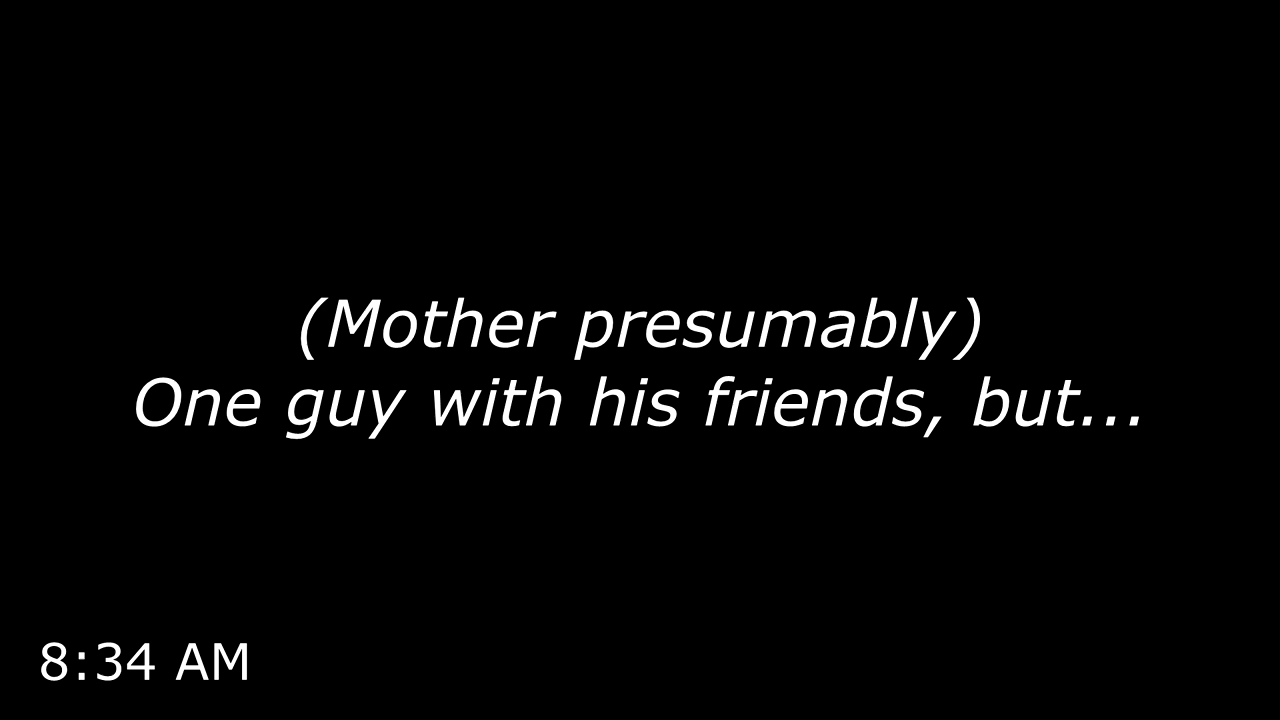 (Mother presumably)
One guy with his friends, but...
8:34 AM